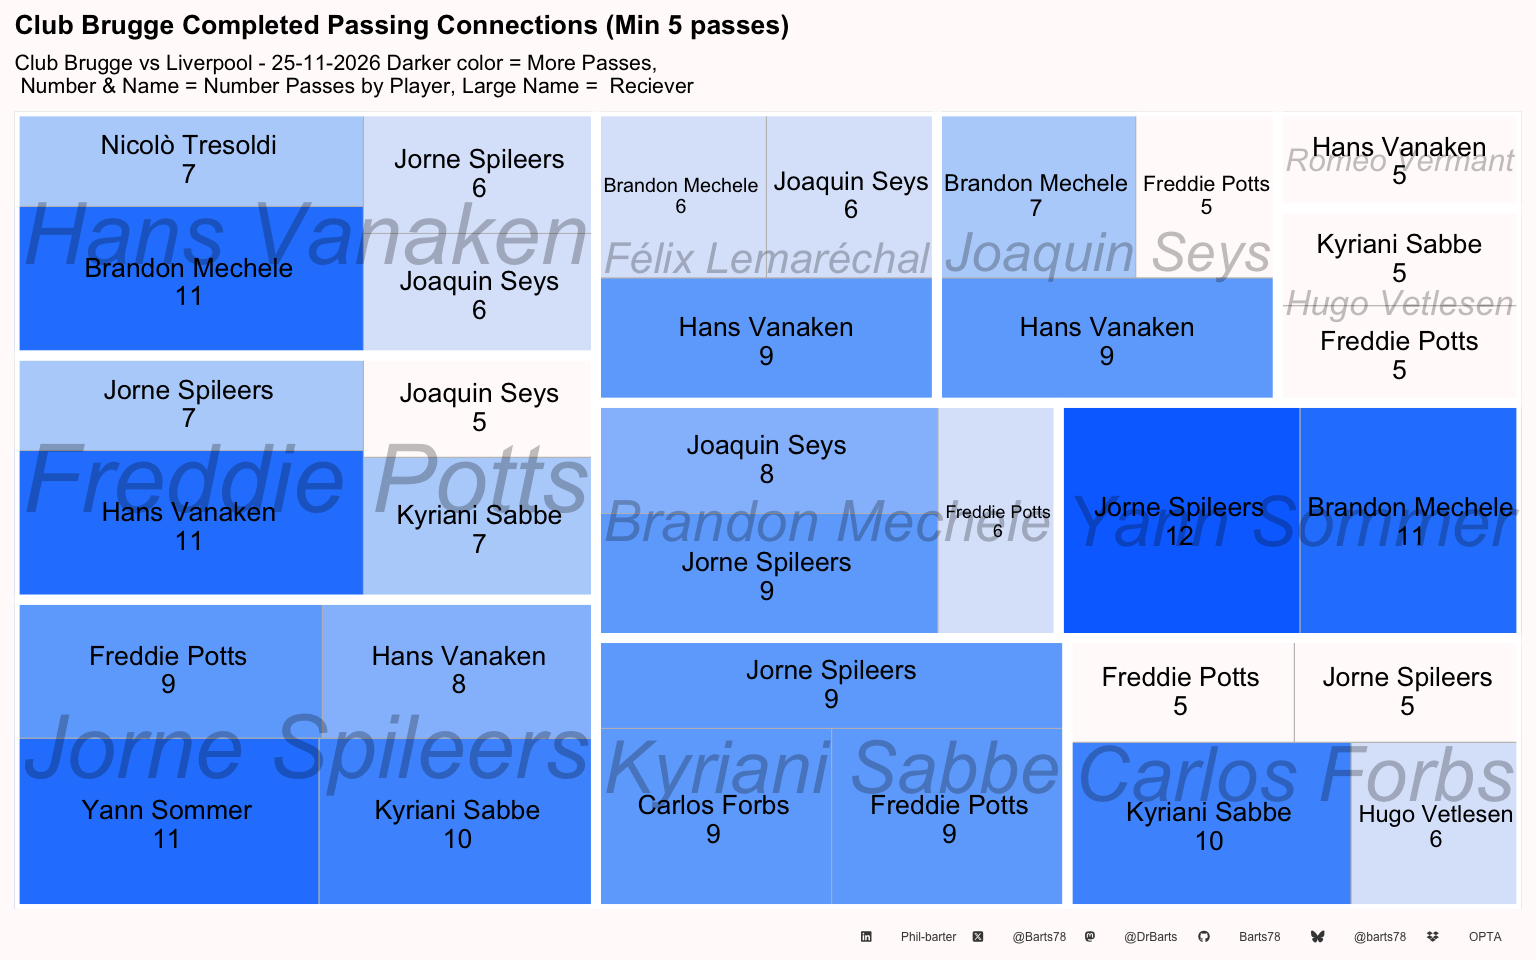 Club Brugge Completed Passing Connections (Min 5 passes)
Club Brugge vs Liverpool - 25-11-2026 Darker color = More Passes,
Number & Name = Number Passes by Player, Large Name = Reciever
Hans Vanaken
Nicolò Tresoldi
7
Jorne Spileers
6
Brandon Mechele
11
Joaquin Seys
6
Freddie Potts
Jorne Spileers
7
Joaquin Seys
5
Hans Vanaken
11
Kyriani Sabbe
7
Jorne Spileers
Freddie Potts
9
Hans Vanaken
8
Yann Sommer
11
Kyriani Sabbe
10
Félix Lemaréchal
Brandon Mechele
6
Joaquin Seys
6
Hans Vanaken
9
Joaquin Seys
Brandon Mechele
7
Freddie Potts
5
Hans Vanaken
9
Romeo Vermant
Hans Vanaken
5
Hugo Vetlesen
Kyriani Sabbe
5
Freddie Potts
5
Brandon Mechele
Joaquin Seys
8
Jorne Spileers
9
Freddie Potts
6
Yann Sommer
Jorne Spileers
12
Brandon Mechele
11
Kyriani Sabbe
Jorne Spileers
9
Carlos Forbs
9
Freddie Potts
9
Carlos Forbs
Freddie Potts
5
Jorne Spileers
5
Kyriani Sabbe
10
Hugo Vetlesen
6
Phil-barter @Barts78 @DrBarts Barts78 @barts78 OPTA